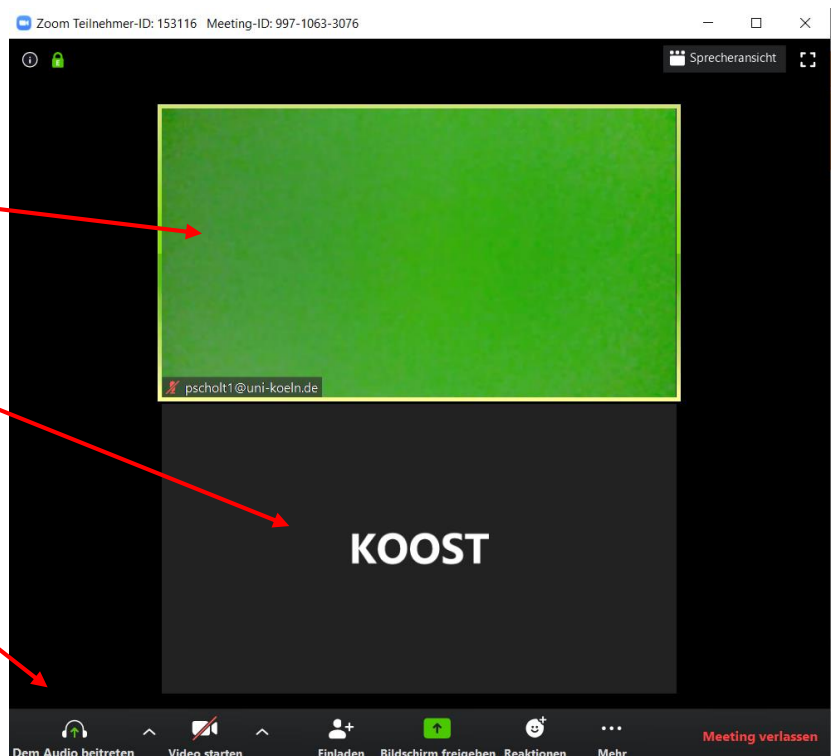 Zoom Teilnehmer-ID: 153116 Meeting-ID: 997-1063-3076
Sprecheransicht
pscholt1@uni-koeln.de
KOOST
Dem Audio beitreten Video starten Einladen Bildschirm freigeben Reaktionen Mehr Meeting verlassen